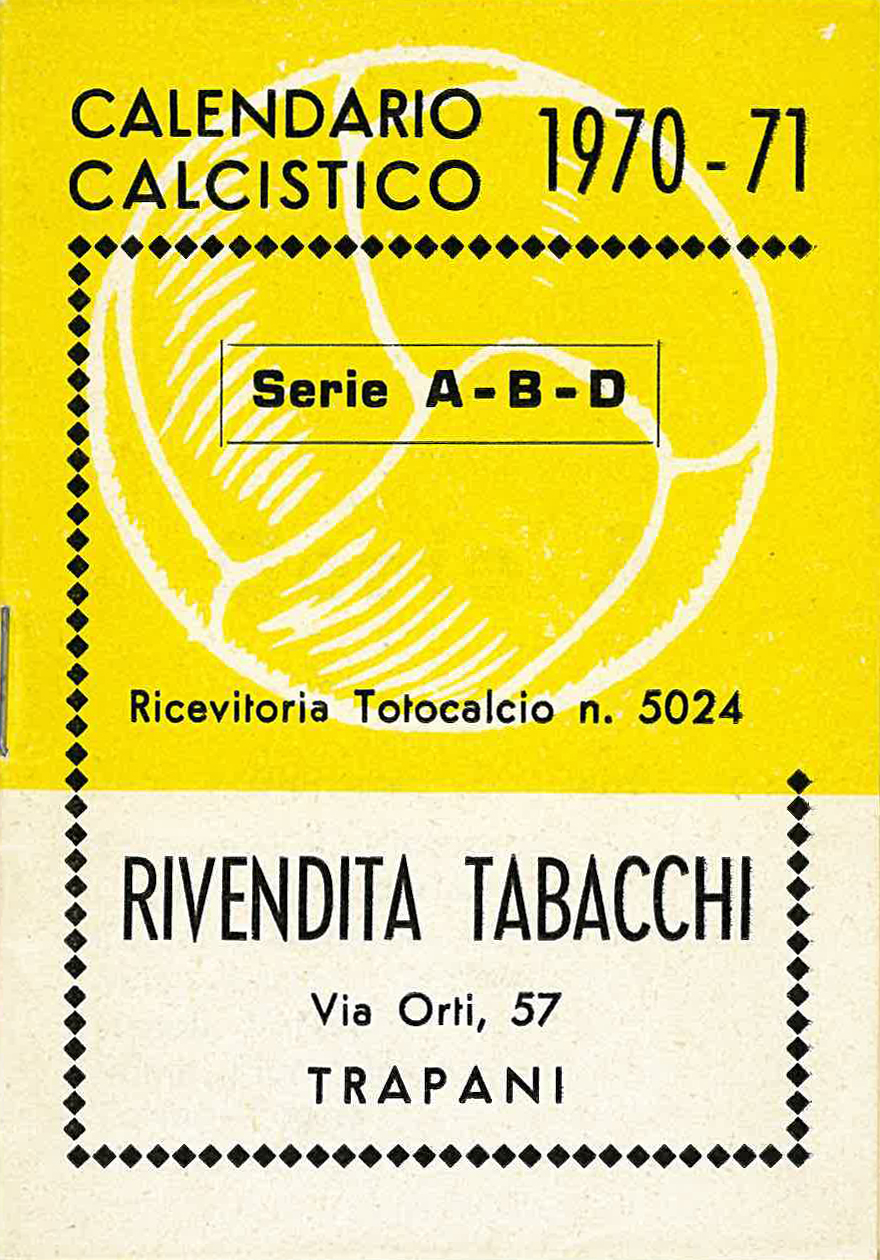 CALENDARIO
CALCISTICO
1970-71
Serie A-B-D
Ricevitoria Totocalcio n. 5024
RIVENDITA TABACCHI
Via Orti, 57
TRAPANI